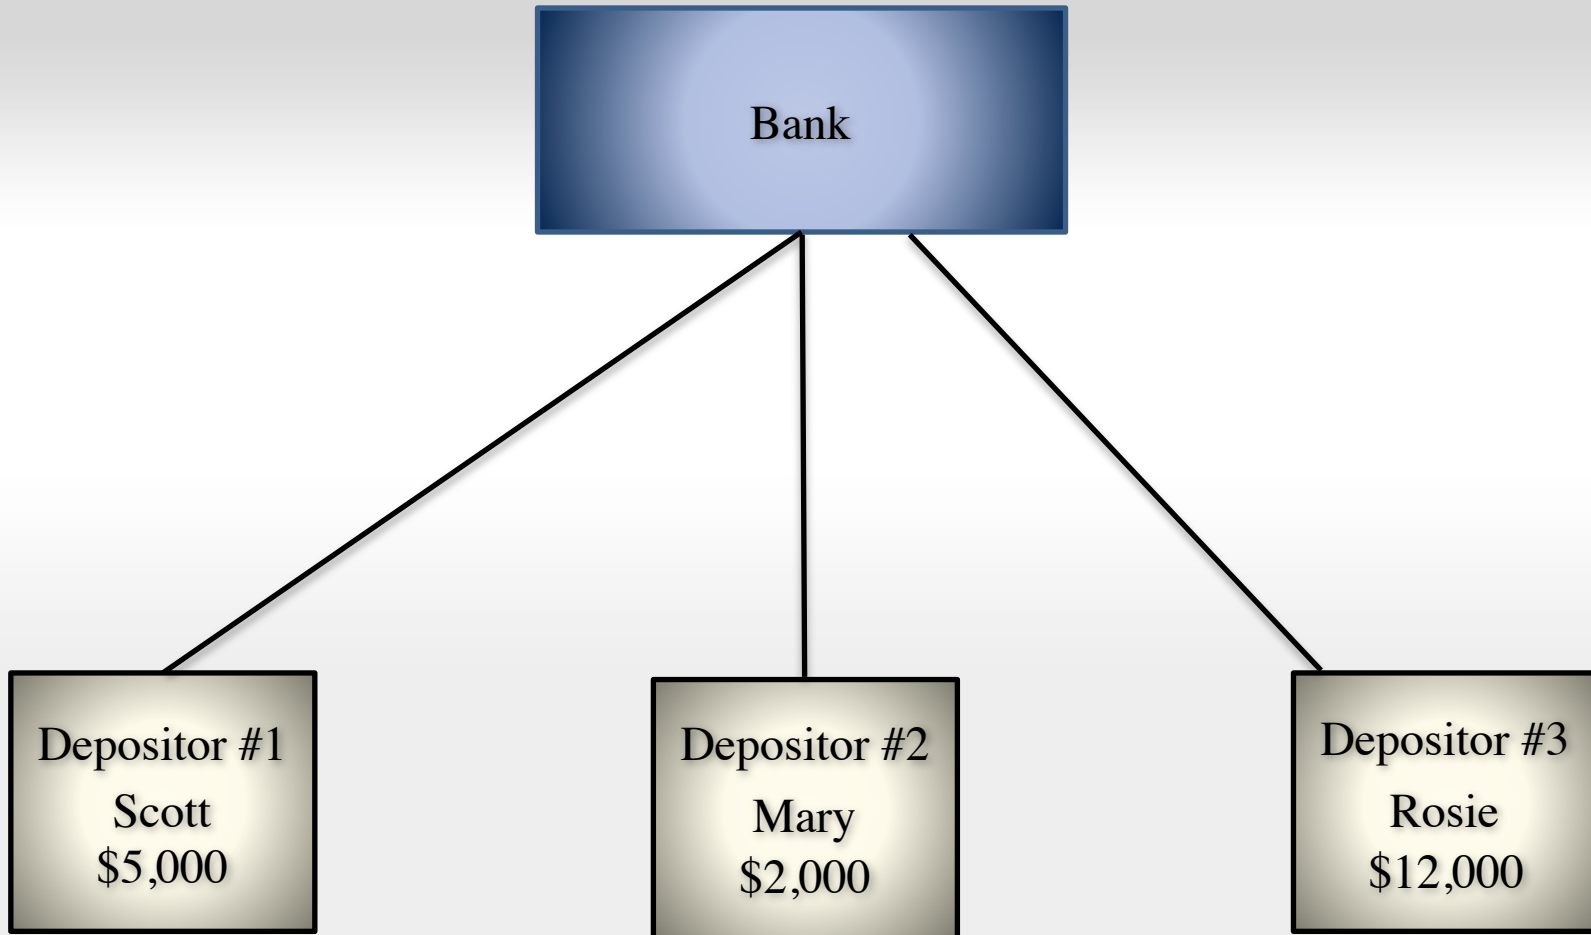 Bank
Depositor #1
Scott
$5,000
Depositor #2
Mary
$2,000
Depositor #3
Rosie
$12,000